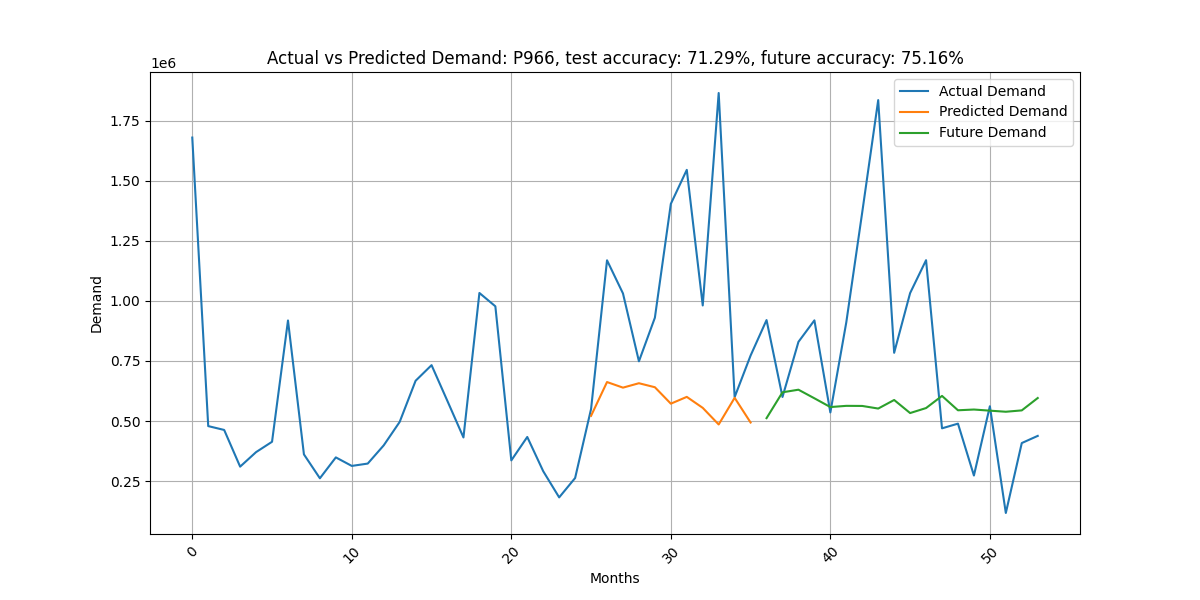 Actual vs Predicted Demand: P966, test accuracy: 71.29%, future accuracy: 75.16%
1e6
Actual Demand
Predicted Demand
Future Demand
1.75
1.50
1.25
1.00
0.75
0.50
0.25
Demand
0
10
20
30
40
50
Months